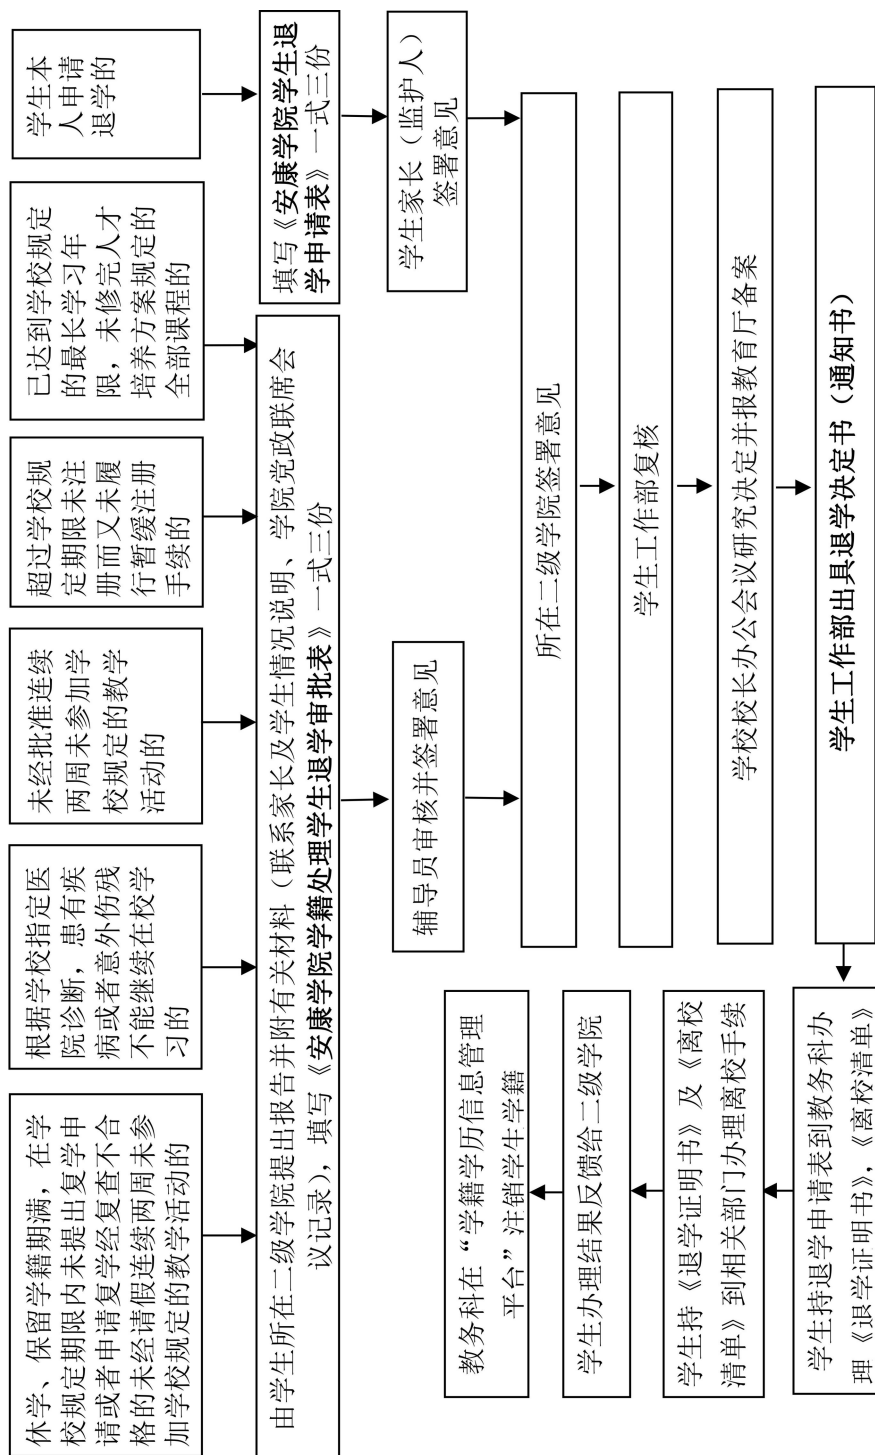 休学、保留学籍期满，在学
校规定期限内未提出复学申
请或者申请复学经复查不合
格的未经请假连续两周未参
加学校规定的教学活动的
根据学校指定医
院诊断，患有疾
病或者意外伤残
不能继续在校学
习的
未经批准连续
两周未参加学
校规定的教学
活动的
超过学校规
定期限未注
册而又未履
行暂缓注册
手续的
已达到学校规定
的最长学习年
限，未修完人才
培养方案规定的
全部课程的
学生本
人申请
退学的
由学生所在二级学院提出报告并附有关材料（联系家长及学生情况说明、学院党政联席会
议记录），填写《安康学院学籍处理学生退学审批表》一式三份
填写《安康学院学生退
学申请表》一式三份
辅导员审核并签署意见
学生家长（监护人）
签署意见
所在二级学院签署意见
学生工作部复核
学校校长办公会议研究决定并报教育厅备案
学生工作部出具退学决定书（通知书）
学生持退学申请表到教务科办
理《退学证明书》，《离校清单》
学生持《退学证明书》及《离校
清单》到相关部门办理离校手续
学生办理结果反馈给二级学院
教务科在“学籍学历信息管理
平台”注销学生学籍